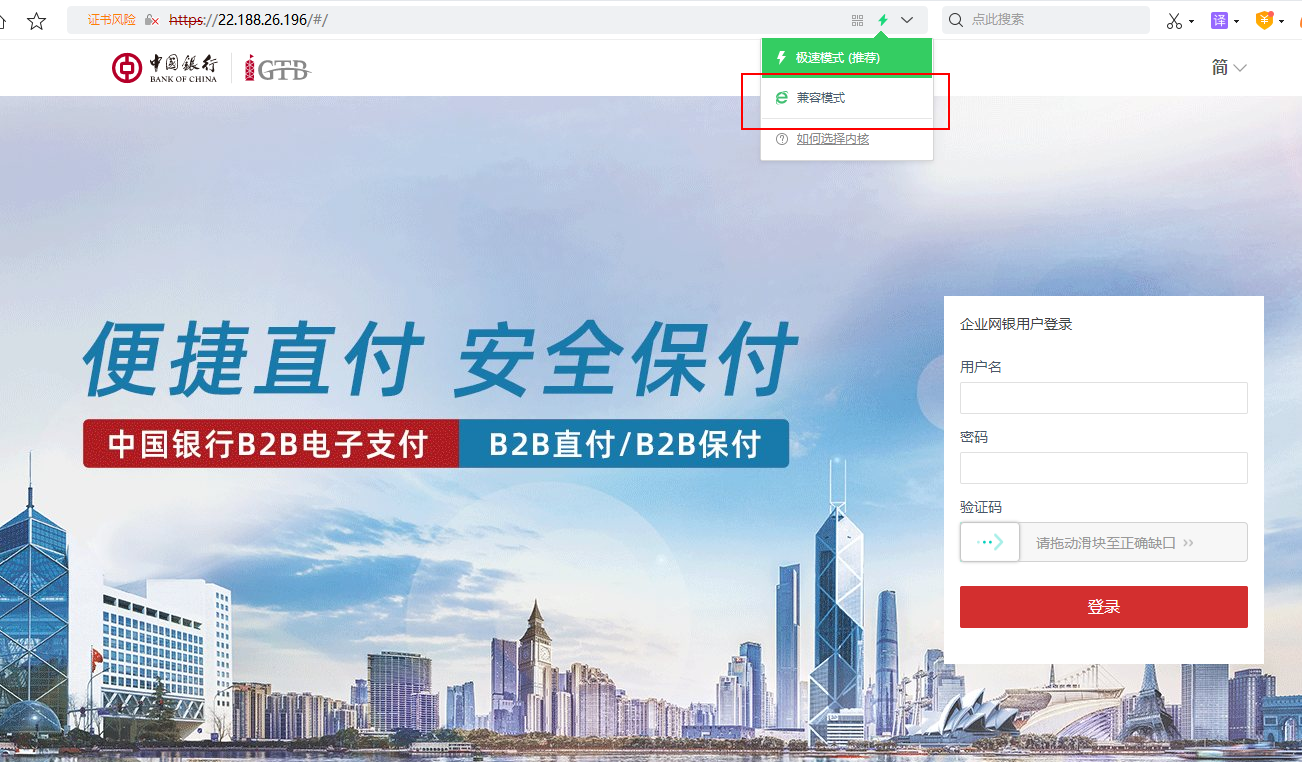 证书风险 https://22.188.26.196/#/ 点此搜索 译
极速模式 (推荐)
中国银行 BANK OF CHINA iGTB 简
兼容模式
如何选择内核
企业网银用户登录
便捷直付 安全保付
用户名
中国银行B2B电子支付 B2B直付/B2B保付
密码
验证码
请拖动滑块至正确缺口 >>
登录